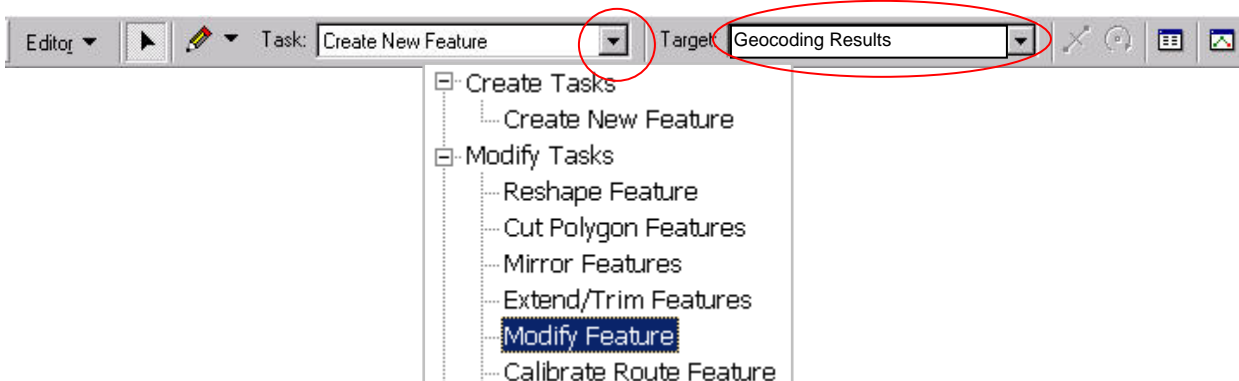 Editor Task: Create New Feature Target: Geocoding Results
Create Tasks
Create New Feature
Modify Tasks
Reshape Feature
Cut Polygon Features
Mirror Features
Extend/Trim Features
Modify Feature
Calibrate Route Feature